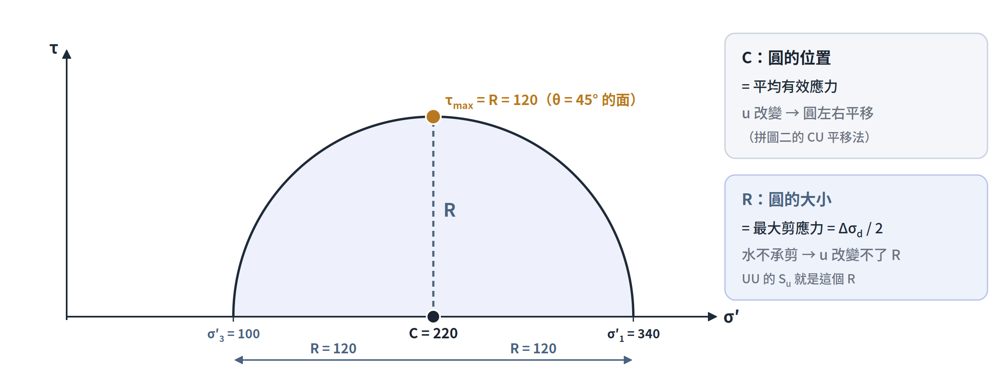 τ
τmax = R = 120（θ = 45° 的面）
R
σ′
σ′3 = 100
C = 220
σ′1 = 340
R = 120
R = 120
C：圓的位置
= 平均有效應力
u 改變 → 圓左右平移
（拼圖二的 CU 平移法）
R：圓的大小
= 最大剪應力 = Δσd / 2
水不承剪 → u 改變不了 R
UU 的 Su 就是這個 R